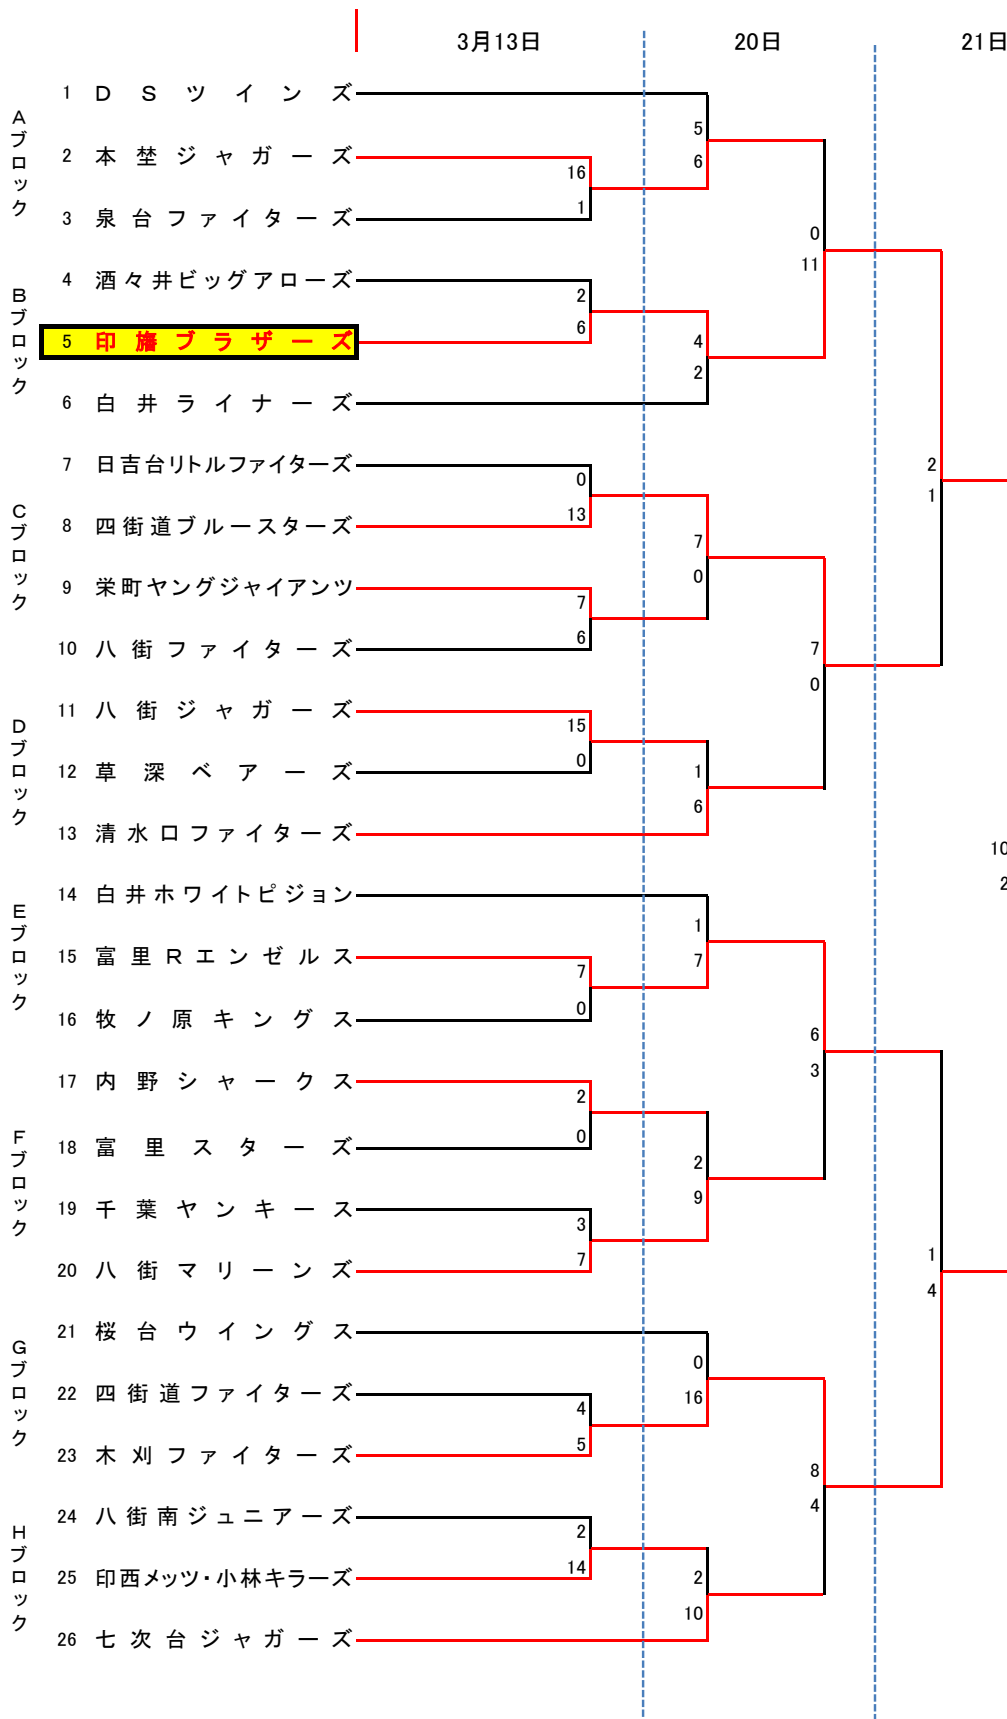 3月13日 20日 21日
Aブロック
1 DSツインズ
2 本埜ジャガーズ
3 泉台ファイターズ
5
6
16
1
Bブロック
4 酒々井ビッグアローズ
5 印旛ブラザーズ
6 白井ライナーズ
0
11
2
6
4
2
Cブロック
7 日吉台リトルファイターズ
8 四街道ブルースターズ
9 栄町ヤングジャイアンツ
10 八街ファイターズ
2
1
0
13
7
0
7
6
7
0
Dブロック
11 八街ジャガーズ
12 草深ベアーズ
13 清水口ファイターズ
15
0
1
6
10
2
Eブロック
14 白井ホワイトピジョン
15 富里Rエンゼルス
16 牧ノ原キングス
1
7
7
0
6
3
Fブロック
17 内野シャークス
18 富里スターズ
19 千葉ヤンキース
20 八街マリーンズ
2
0
2
9
3
7
1
4
Gブロック
21 桜台ウイングス
22 四街道ファイターズ
23 木刈ファイターズ
0
16
4
5
8
4
Hブロック
24 八街南ジュニアーズ
25 印西メッツ・小林キラーズ
26 七次台ジャガーズ
2
14
2
10